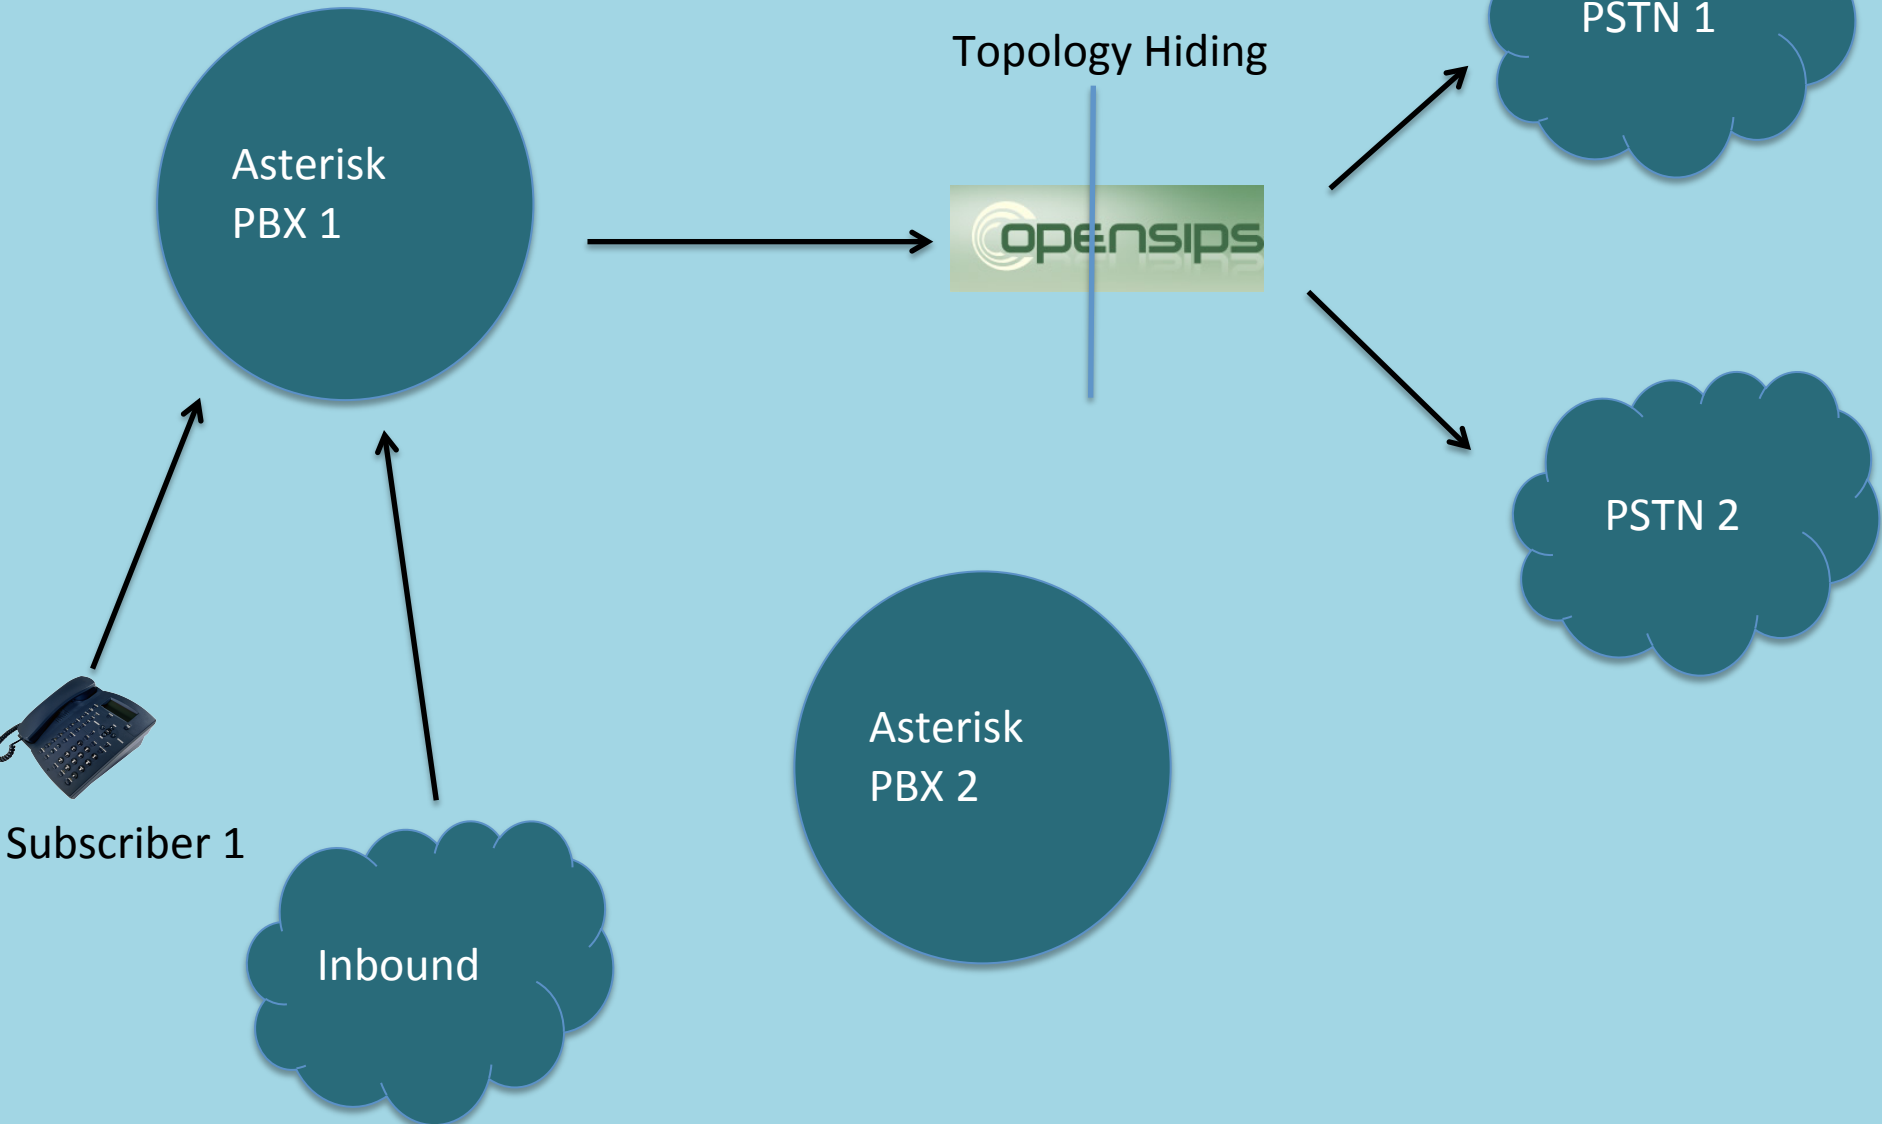 PSTN 1
Topology Hiding
Asterisk
PBX 1
opensips
PSTN 2
Asterisk
PBX 2
Subscriber 1
Inbound